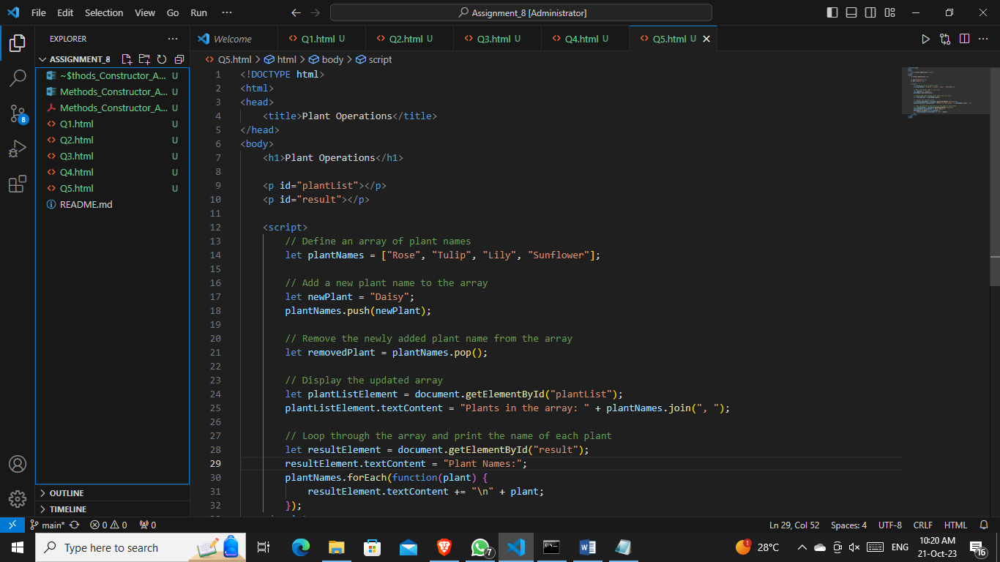 File Edit Selection View Go Run ··· Assignment_8 [Administrator]
EXPLORER ···
ASSIGNMENT_8
~$thods_Constructor_A... U
Methods_Constructor_A... U
Methods_Constructor_A... U
Q1.html U
Q2.html U
Q3.html U
Q4.html U
Q5.html U
README.md
OUTLINE
TIMELINE
8
Welcome Q1.html U Q2.html U Q3.html U Q4.html U Q5.html U
Q5.html > html > body > script
1 <!DOCTYPE html>
2 <html>
3 <head>
4     <title>Plant Operations</title>
5 </head>
6 <body>
7     <h1>Plant Operations</h1>
8
9     <p id="plantList"></p>
10     <p id="result"></p>
11
12     <script>
13         // Define an array of plant names
14         let plantNames = ["Rose", "Tulip", "Lily", "Sunflower"];
15
16         // Add a new plant name to the array
17         let newPlant = "Daisy";
18         plantNames.push(newPlant);
19
20         // Remove the newly added plant name from the array
21         let removedPlant = plantNames.pop();
22
23         // Display the updated array
24         let plantListElement = document.getElementById("plantList");
25         plantListElement.textContent = "Plants in the array: " + plantNames.join(", ");
26
27         // Loop through the array and print the name of each plant
28         let resultElement = document.getElementById("result");
29         resultElement.textContent = "Plant Names:";
30         plantNames.forEach(function(plant) {
31             resultElement.textContent += "\n" + plant;
32         });
main* 0 0 0 Ln 29, Col 52 Spaces: 4 UTF-8 CRLF HTML
Type here to search 7 1 28°C ENG 10:20 AM 16
21-Oct-23